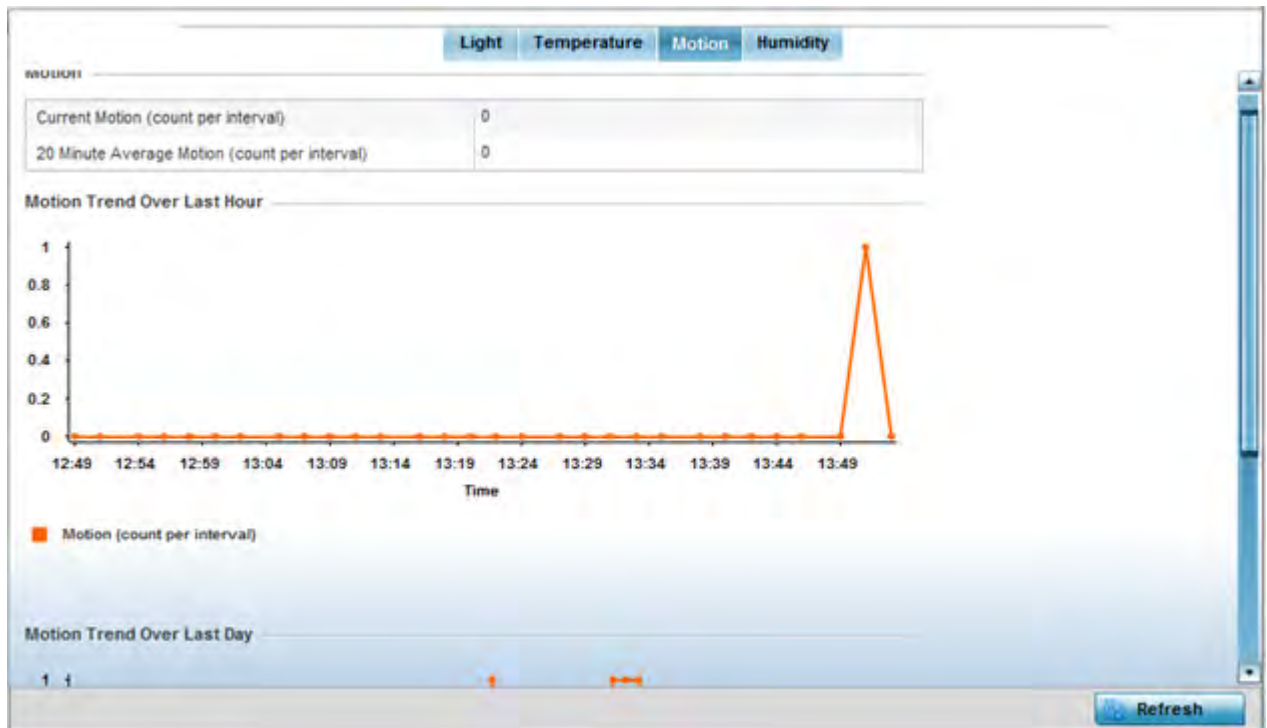 Light Temperature Motion Humidity
Motion
Current Motion (count per interval) 0
20 Minute Average Motion (count per interval) 0
Motion Trend Over Last Hour
1
0.8
0.6
0.4
0.2
0
12:49 12:54 12:59 13:04 13:09 13:14 13:19 13:24 13:29 13:34 13:39 13:44 13:49
Time
Motion (count per interval)
Motion Trend Over Last Day
1
Refresh